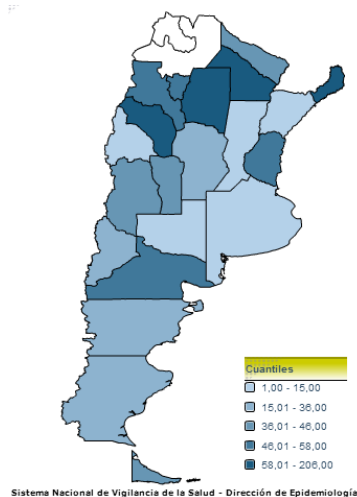 Cuantiles
1,00 - 15,00
15,01 - 36,00
36,01 - 46,00
46,01 - 58,00
58,01 - 206,00
Sistema Nacional de Vigilancia de la Salud - Dirección de Epidemiología